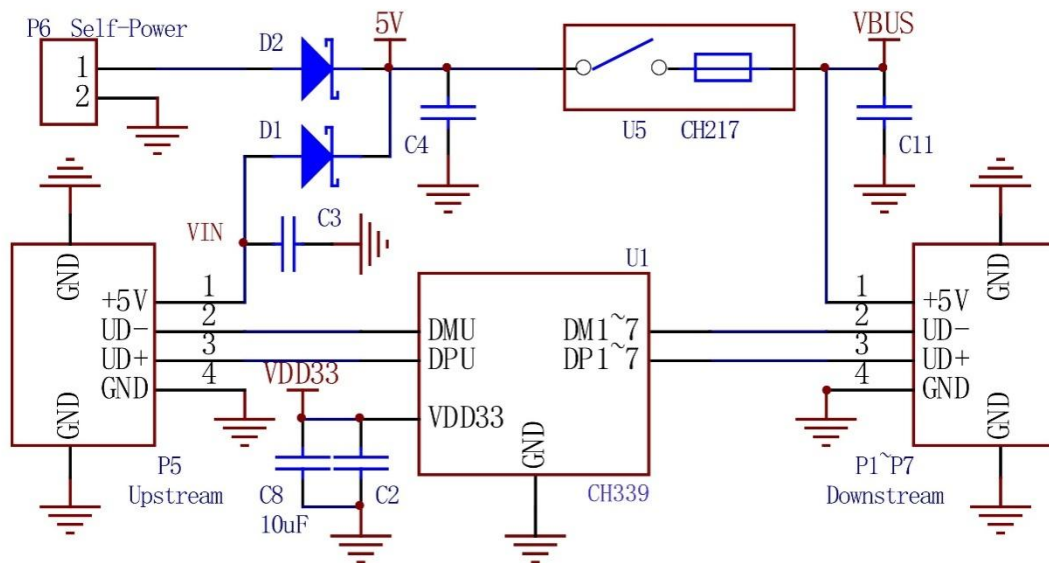 P6 Self-Power
1
2
D2
5V
VBUS
D1
C4
U5 CH217
C11
VIN
C3
GND
+5V 1
UD- 2
UD+ 3
GND 4
GND
P5
Upstream
VDD33
C8
10uF
C2
U1
DMU
DPU
VDD33
GND
DM1~7
DP1~7
CH339
GND
1 +5V
2 UD-
3 UD+
4 GND
GND
P1~P7
Downstream